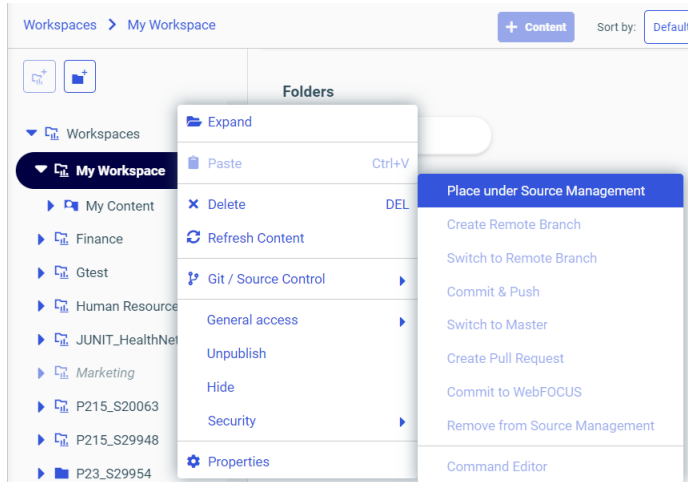 Workspaces > My Workspace
+ Content
Sort by:
Default
Folders
Workspaces
My Workspace
My Content
Finance
Gtest
Human Resource
JUNIT_HealthNet
Marketing
P215_S20063
P215_S29948
P23_S29954
Expand
Paste Ctrl+V
Delete DEL
Refresh Content
Git / Source Control
General access
Unpublish
Hide
Security
Properties
Place under Source Management
Create Remote Branch
Switch to Remote Branch
Commit & Push
Switch to Master
Create Pull Request
Commit to WebFOCUS
Remove from Source Management
Command Editor